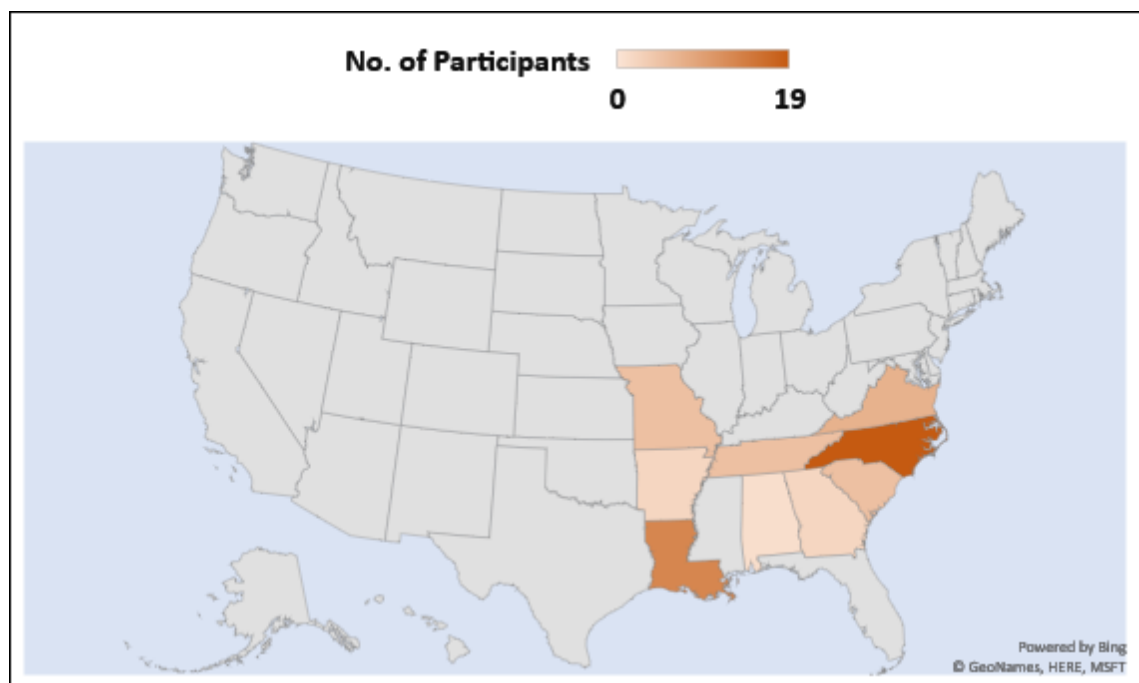 No. of Participants
0 19
Powered by Bing
© GeoNames, HERE, MSFT